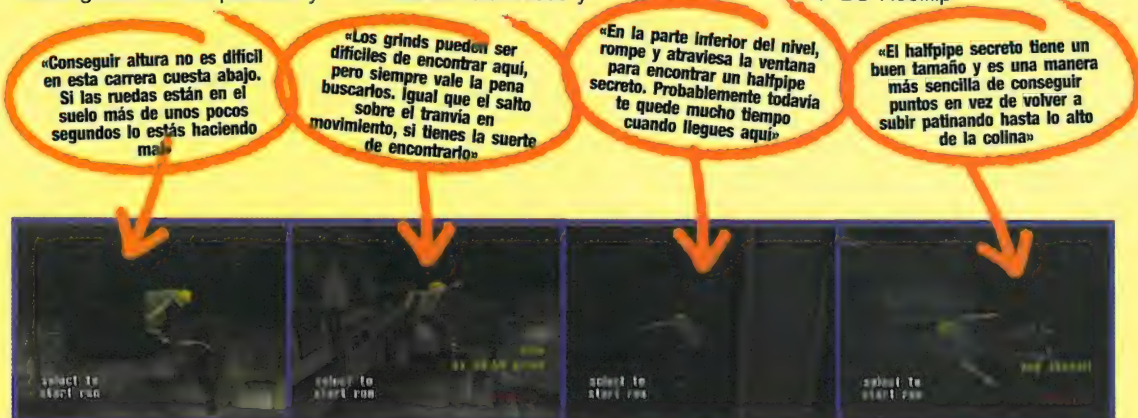 «Conseguir altura no es difícil
en esta carrera cuesta abajo.
Si las ruedas están en el
suelo más de unos pocos
segundos lo estás haciendo
mal»
«Los grinds pueden ser
difíciles de encontrar aquí,
pero siempre vale la pena
buscarlos. Igual que el salto
sobre el tranvía en
movimiento, si tienes la suerte
de encontrarlo»
«En la parte inferior del nivel,
rompe y atraviesa la ventana
para encontrar un halfpipe
secreto. Probablemente todavía
te quede mucho tiempo
cuando llegues aquí»
«El halfpipe secreto tiene un
buen tamaño y es una manera
más sencilla de conseguir
puntos en vez de volver a
subir patinando hasta lo alto
de la colina»
select to
start run
select to
start run
select to
start run
select to
start run